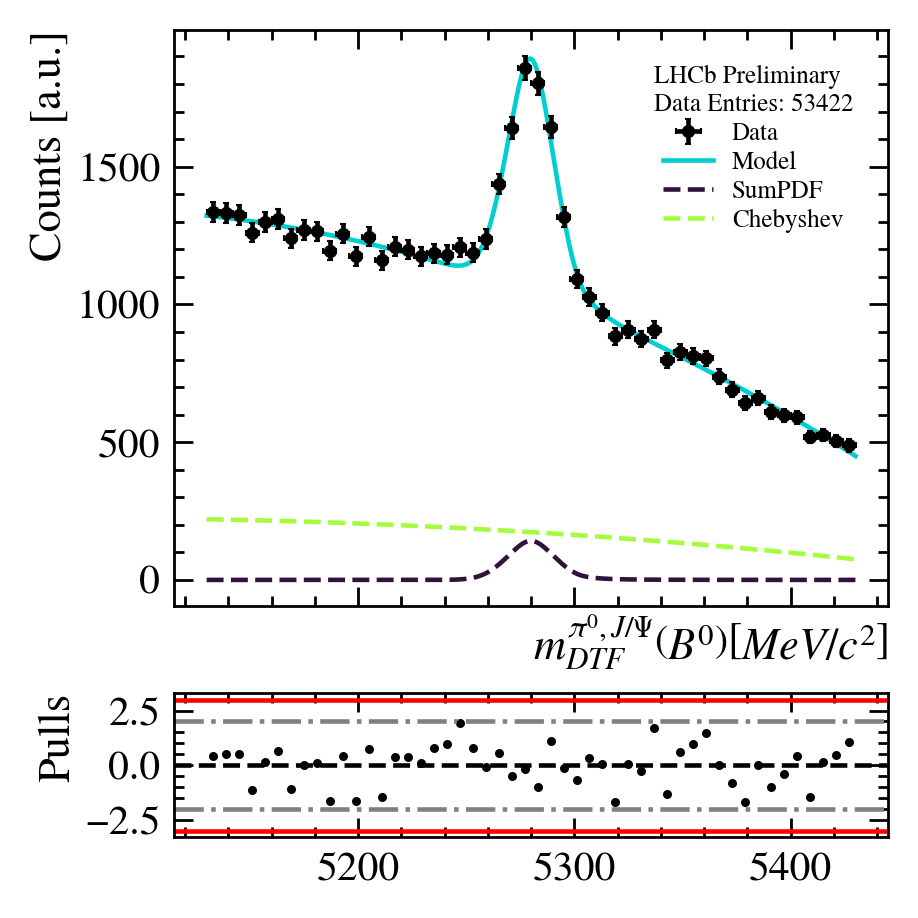 Counts [a.u.]
1500
1000
500
0
LHCb Preliminary
Data Entries: 53422
Data
Model
SumPDF
Chebyshev
m_{DTF}^{π^0, J/Ψ}(B^0)[MeV/c^2]
Pulls
2.5
0.0
−2.5
5200
5300
5400